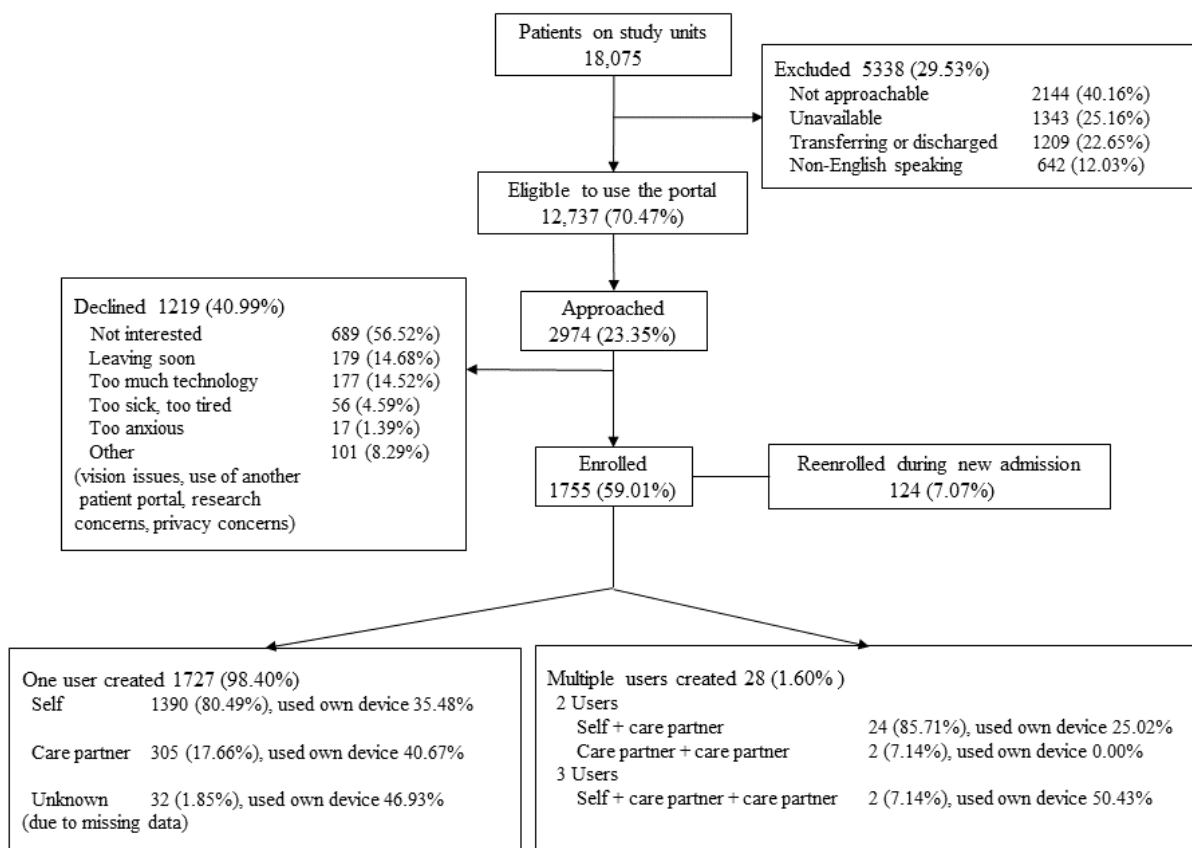 Patients on study units
18,075
Excluded 5338 (29.53%)
Not approachable 2144 (40.16%)
Unavailable 1343 (25.16%)
Transferring or discharged 1209 (22.65%)
Non-English speaking 642 (12.03%)
Eligible to use the portal
12,737 (70.47%)
Approached
2974 (23.35%)
Declined 1219 (40.99%)
Not interested 689 (56.52%)
Leaving soon 179 (14.68%)
Too much technology 177 (14.52%)
Too sick, too tired 56 (4.59%)
Too anxious 17 (1.39%)
Other 101 (8.29%)
(vision issues, use of another
patient portal, research
concerns, privacy concerns)
Enrolled
1755 (59.01%)
Reenrolled during new admission
124 (7.07%)
One user created 1727 (98.40%)
Self 1390 (80.49%), used own device 35.48%
Care partner 305 (17.66%), used own device 40.67%
Unknown 32 (1.85%), used own device 46.93%
(due to missing data)
Multiple users created 28 (1.60% )
2 Users
Self + care partner 24 (85.71%), used own device 25.02%
Care partner + care partner 2 (7.14%), used own device 0.00%
3 Users
Self + care partner + care partner 2 (7.14%), used own device 50.43%